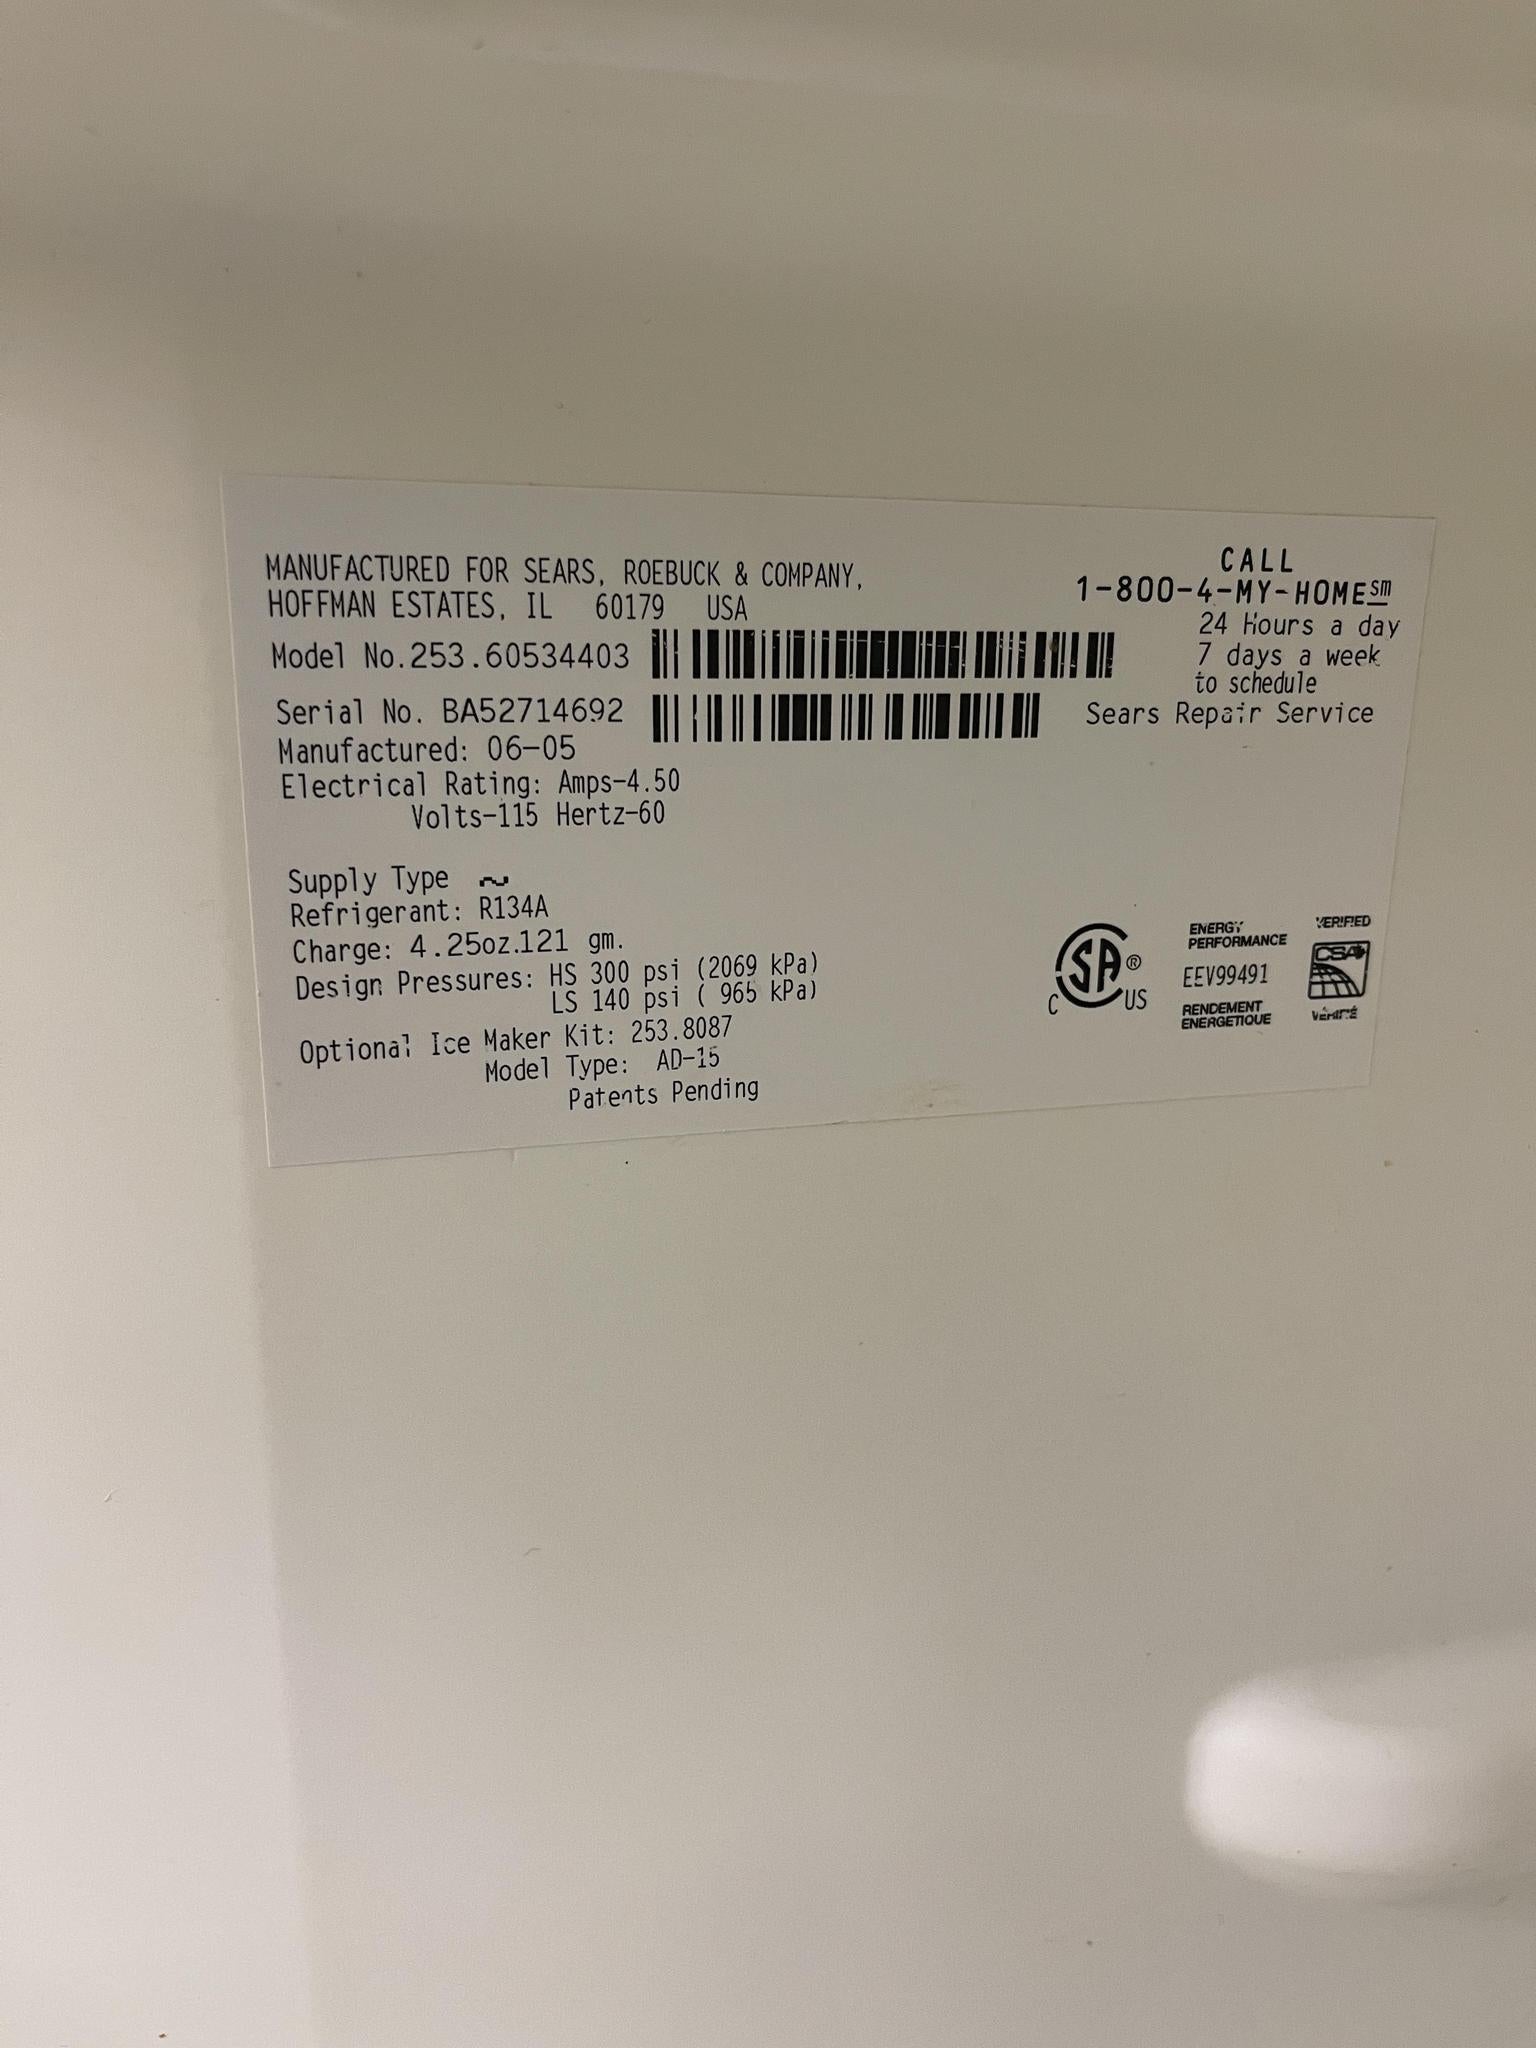 MANUFACTURED FOR SEARS, ROEBUCK & COMPANY,
HOFFMAN ESTATES, IL 60179 USA
Model No.253.60534403
Serial No. BA52714692
Manufactured: 06-05
Electrical Rating: Amps-4.50
Volts-115 Hertz-60
Supply Type ~
Refrigerant: R134A
Charge: 4.25oz.121 gm.
Design Pressures: HS 300 psi (2069 kPa)
LS 140 psi ( 965 kPa)
Optional Ice Maker Kit: 253.8087
Model Type: AD-15
Patents Pending
CALL
1-800-4-MY-HOME℠
24 Hours a day
7 days a week
to schedule
Sears Repair Service
SA®
C US
ENERGY
PERFORMANCE
EEV99491
RENDEMENT
ENERGETIQUE
VERIFIED
CSA
VÉRIFIÉ